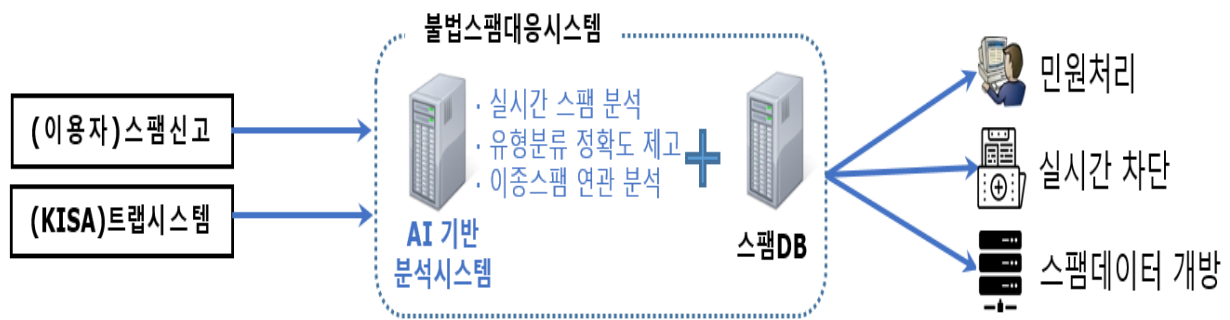 불법스팸대응시스템
(이용자)스팸신고
(KISA)트랩시스템
· 실시간 스팸 분석
· 유형분류 정확도 제고
· 이종스팸 연관 분석
AI 기반
분석시스템
스팸DB
민원처리
실시간 차단
스팸데이터 개방